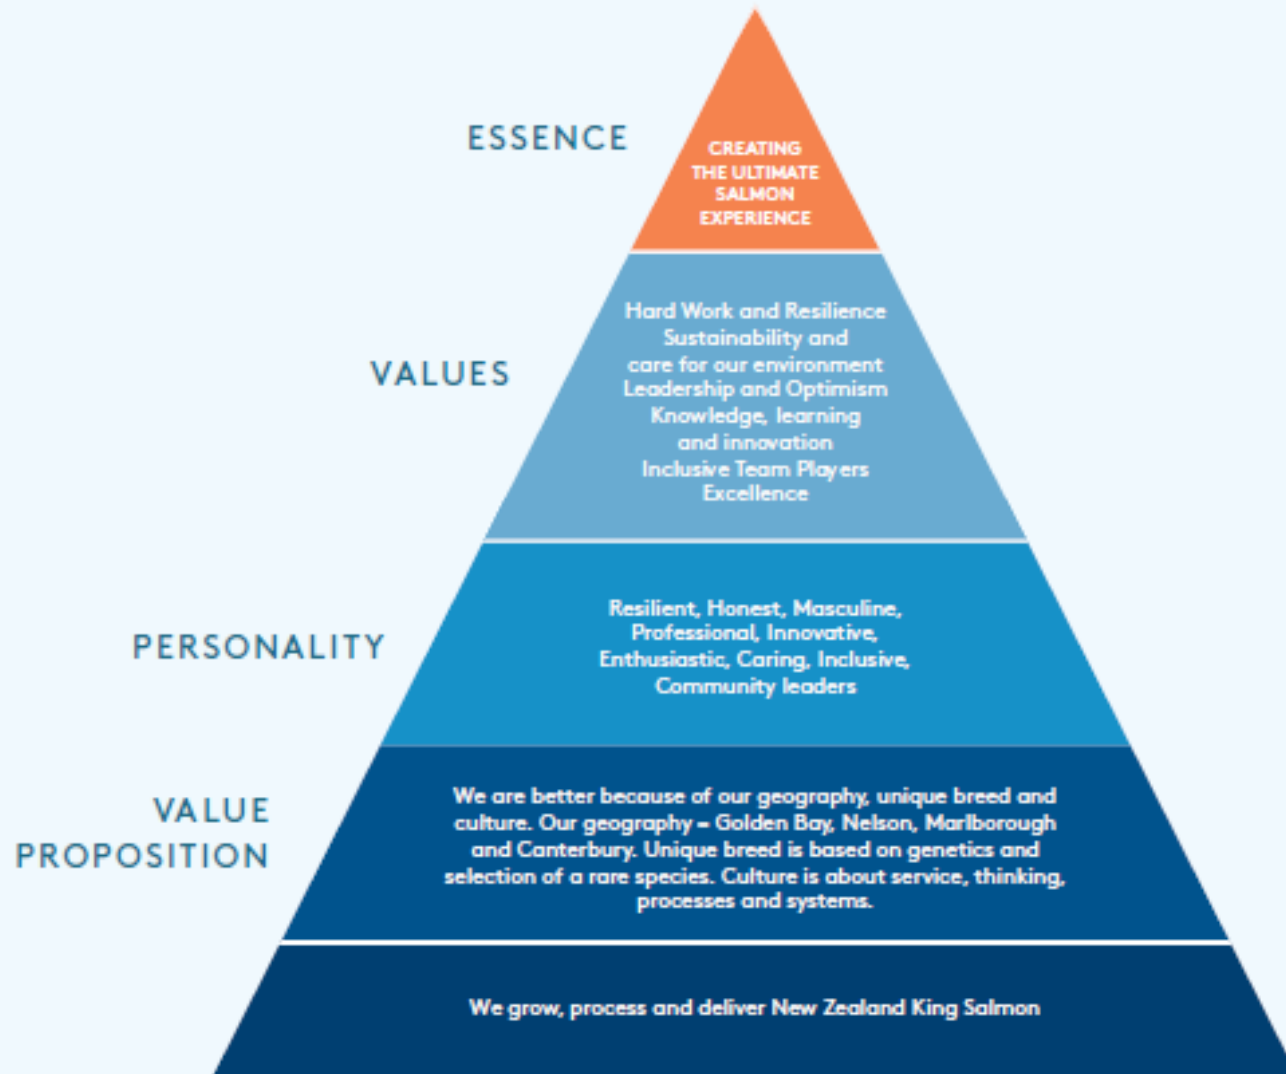 ESSENCE
CREATING
THE ULTIMATE
SALMON
EXPERIENCE
VALUES
Hard Work and Resilience
Sustainability and
care for our environment
Leadership and Optimism
Knowledge, learning
and innovation
Inclusive Team Players
Excellence
PERSONALITY
Resilient, Honest, Masculine,
Professional, Innovative,
Enthusiastic, Caring, Inclusive,
Community leaders
VALUE
PROPOSITION
We are better because of our geography, unique breed and
culture. Our geography – Golden Bay, Nelson, Marlborough
and Canterbury. Unique breed is based on genetics and
selection of a rare species. Culture is about service, thinking,
processes and systems.
We grow, process and deliver New Zealand King Salmon